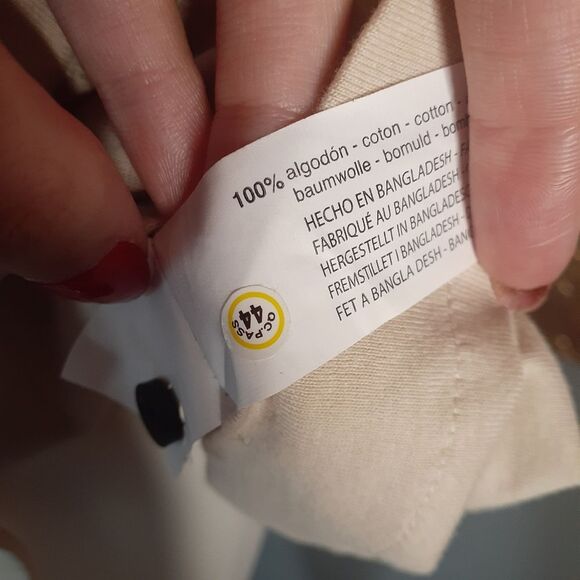 100% algodón - coton - cotton -
baumwolle - bomuld -
HECHO EN BANGLADESH -
FABRIQUÉ AU BANGLADESH -
HERGESTELLT IN BANGLADESH
FREMSTILLET I BANGLADESH -
FET A BANGLA DESH -
Q.C.PASS
44